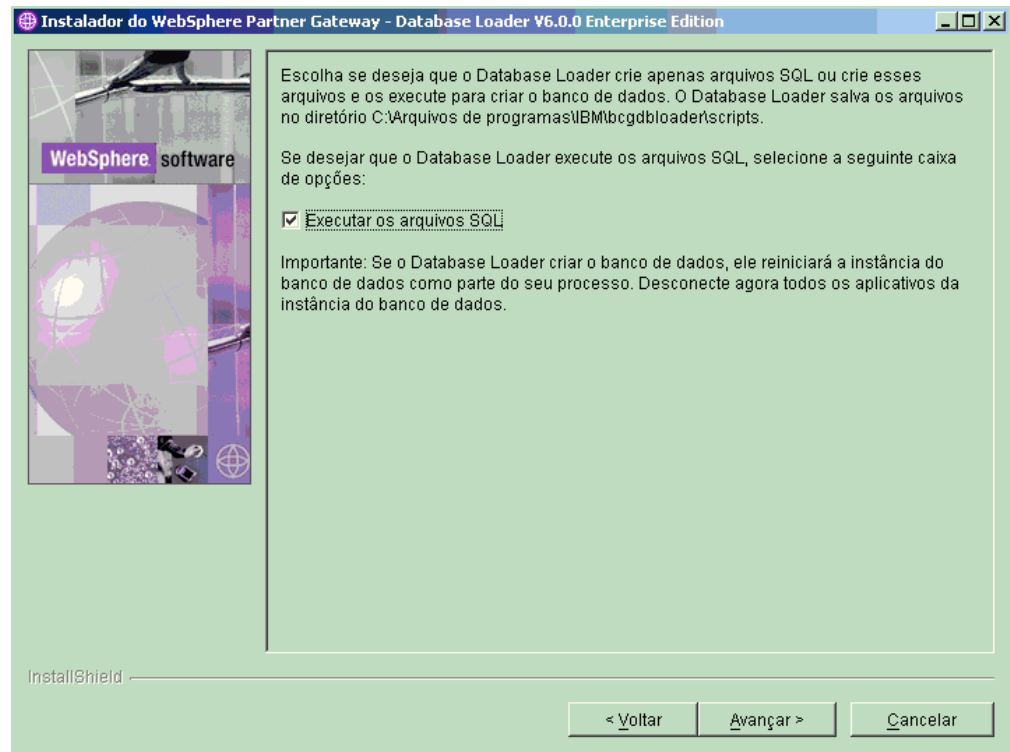 Instalador do WebSphere Partner Gateway - Database Loader V6.0.0 Enterprise Edition
WebSphere. software
Escolha se deseja que o Database Loader crie apenas arquivos SQL ou crie esses
arquivos e os execute para criar o banco de dados. O Database Loader salva os arquivos
no diretório C:\Arquivos de programas\IBM\bcgdbloader\scripts.
Se desejar que o Database Loader execute os arquivos SQL, selecione a seguinte caixa
de opções:
Executar os arquivos SQL
Importante: Se o Database Loader criar o banco de dados, ele reiniciará a instância do
banco de dados como parte do seu processo. Desconecte agora todos os aplicativos da
instância do banco de dados.
InstallShield
< Voltar
Avançar >
Cancelar